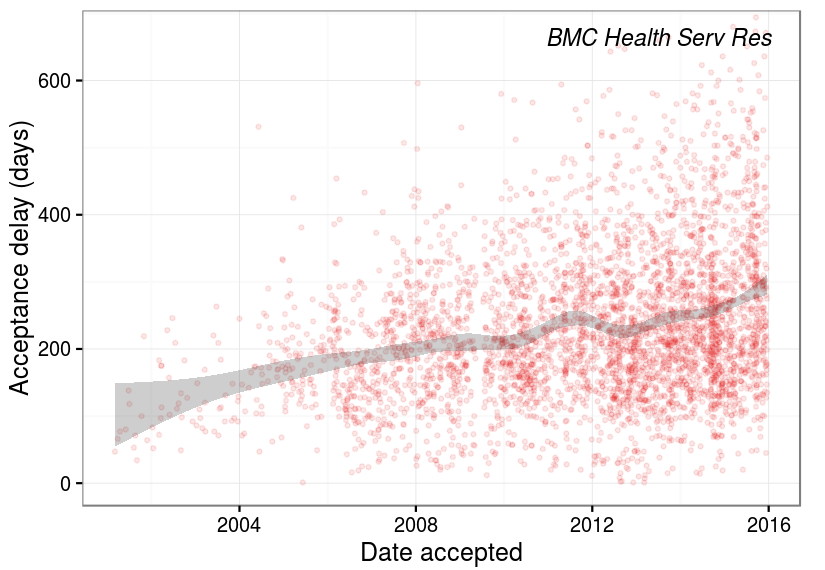 BMC Health Serv Res
600
400
200
0
Acceptance delay (days)
2004 2008 2012 2016
Date accepted